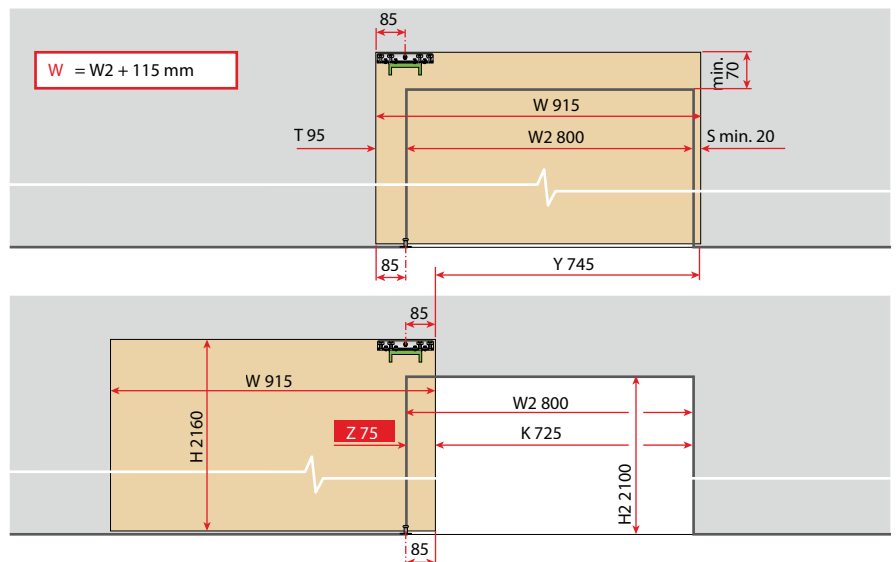 85
W = W2 + 115 mm
min. 70
W 915
T 95
W2 800
S min. 20
85
Y 745
85
W 915
W2 800
Z 75
K 725
H 2160
H2 2100
85